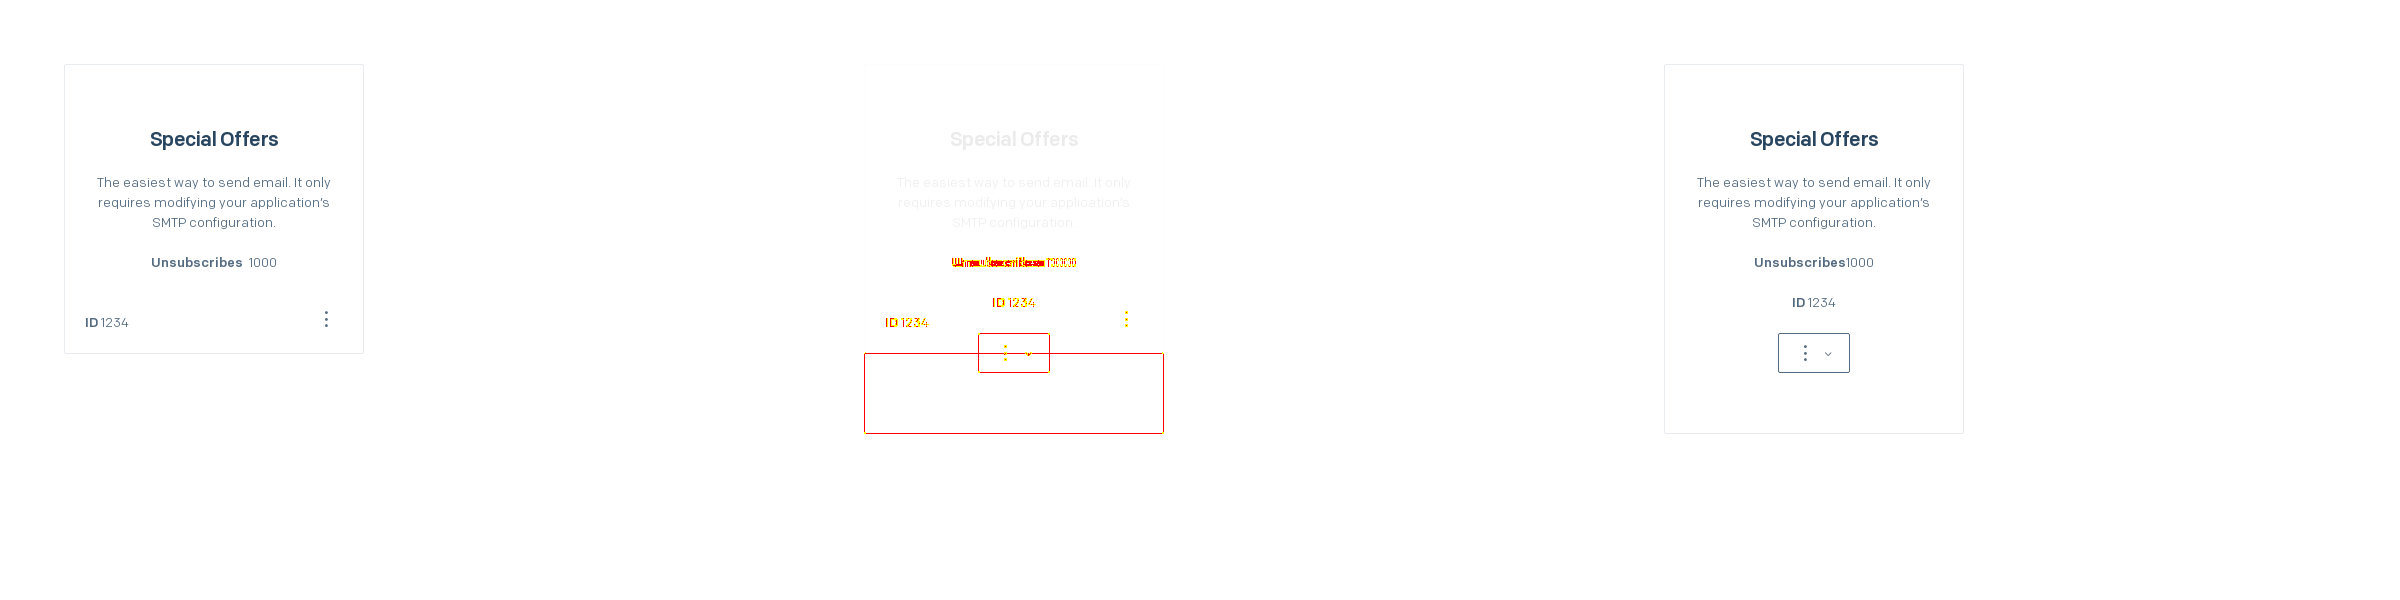 Special Offers
The easiest way to send email. It only
requires modifying your application's
SMTP configuration.
Unsubscribes 1000
ID 1234
Special Offers
The easiest way to send email. It only
requires modifying your application's
SMTP configuration.
ID 1234
ID 1234
Special Offers
The easiest way to send email. It only
requires modifying your application's
SMTP configuration.
Unsubscribes1000
ID 1234